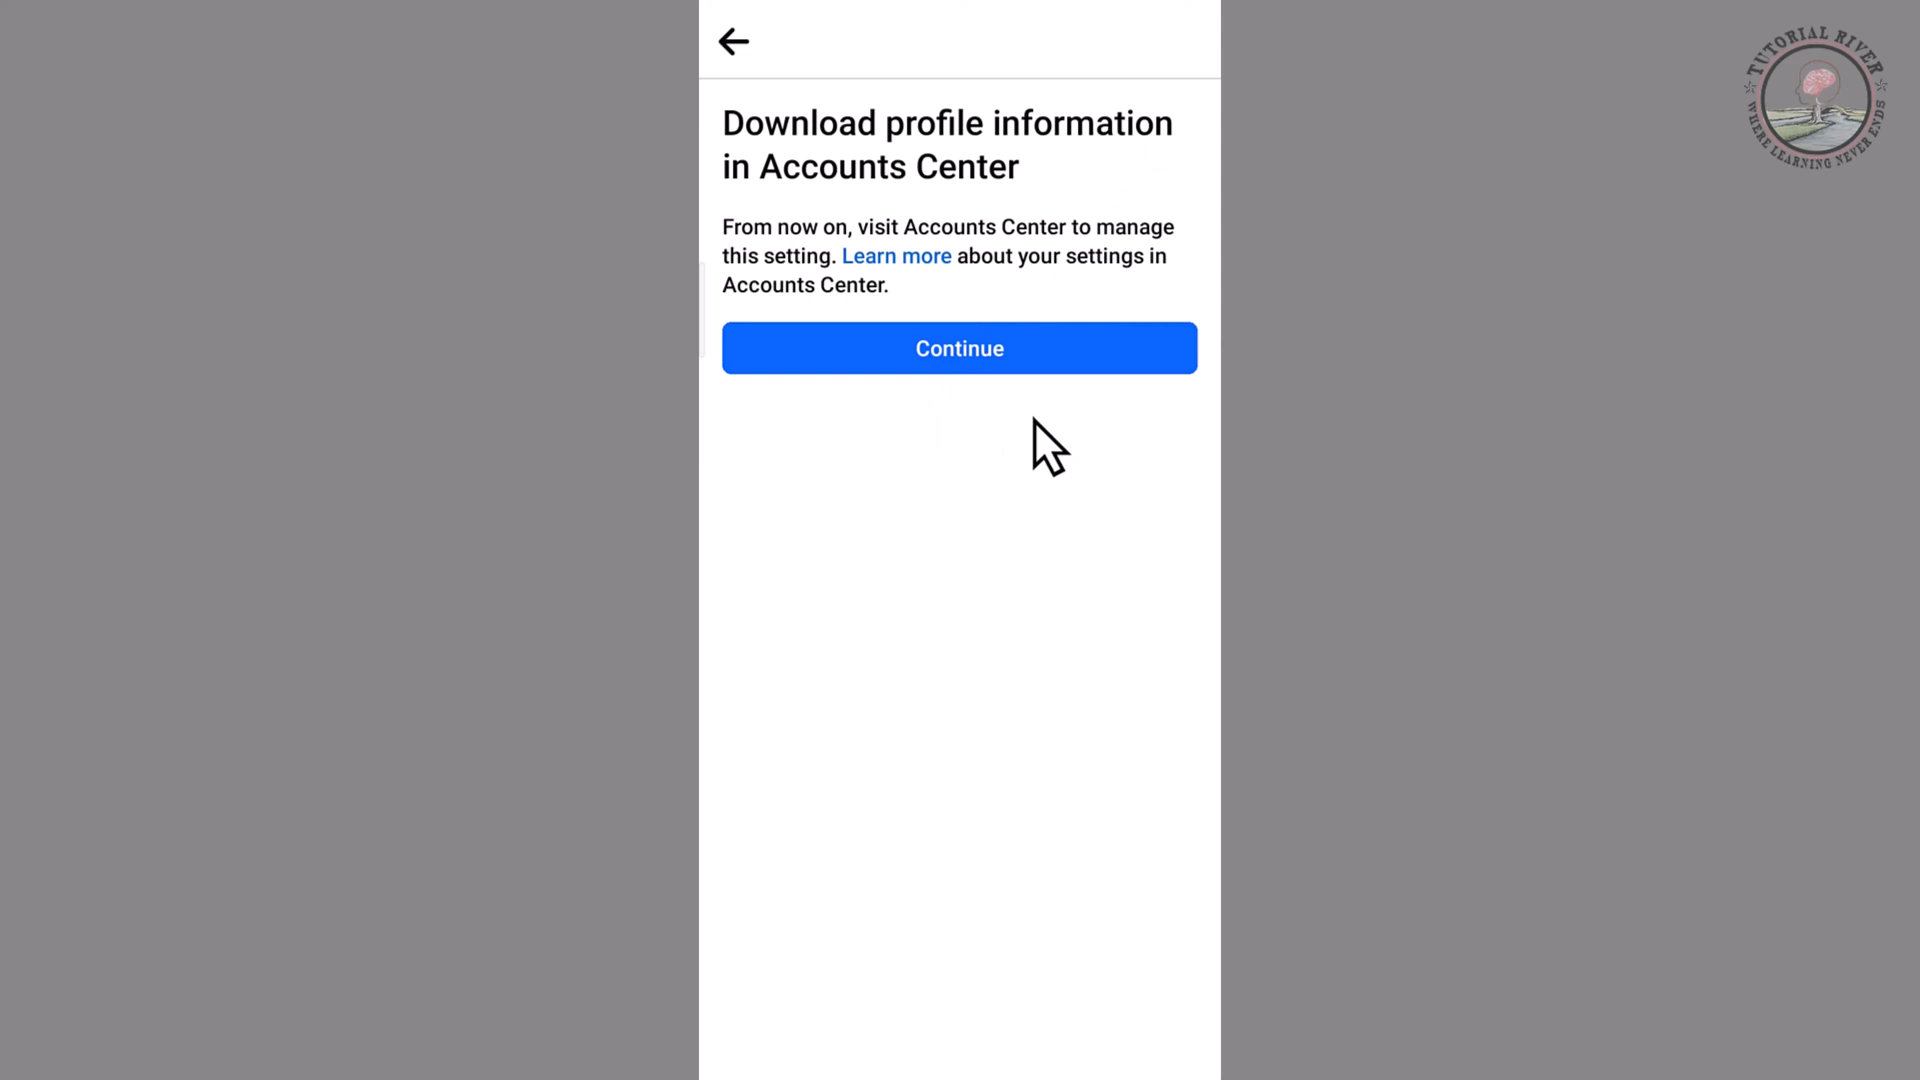 Download profile information
in Accounts Center
From now on, visit Accounts Center to manage
this setting. Learn more about your settings in
Accounts Center.
Continue
TUTORIAL RIVER
WHERE LEARNING NEVER ENDS